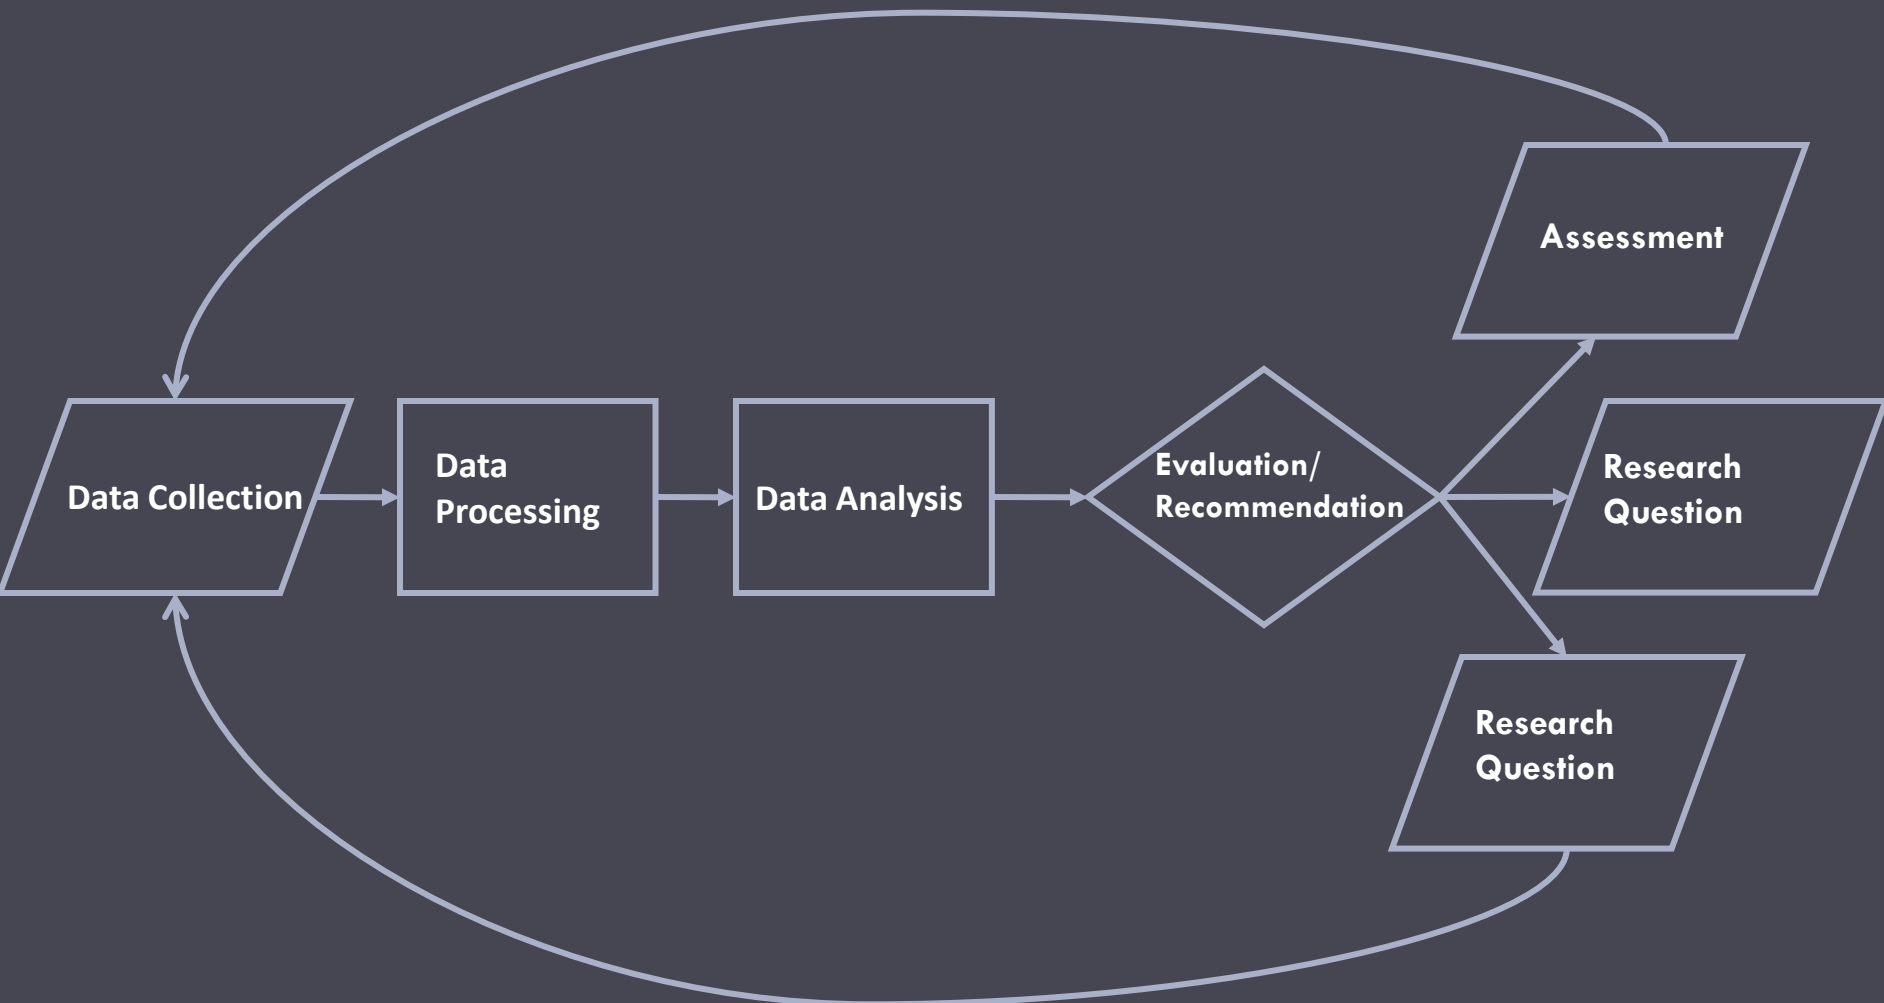 Assessment
Data Collection
Data
Processing
Data Analysis
Evaluation/
Recommendation
Research
Question
Research
Question